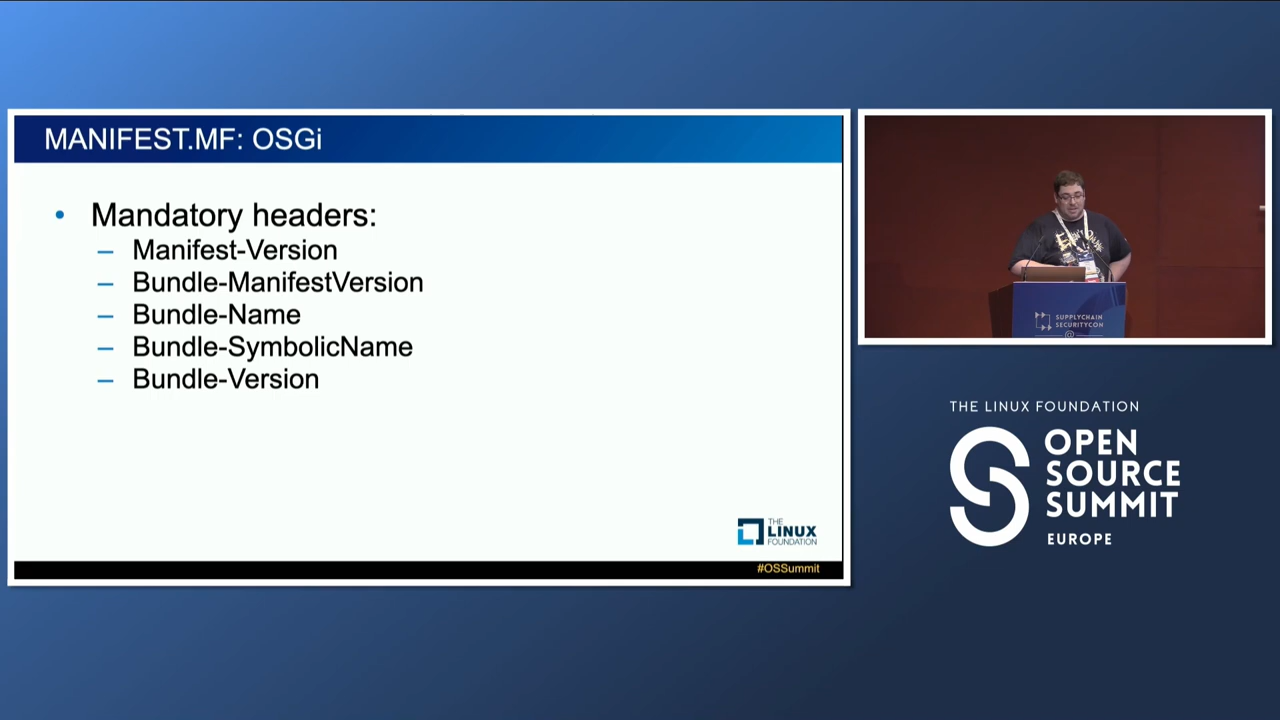 MANIFEST.MF: OSGi
• Mandatory headers:
– Manifest-Version
– Bundle-ManifestVersion
– Bundle-Name
– Bundle-SymbolicName
– Bundle-Version
THE
LINUX
FOUNDATION
#OSSummit
SUPPLYCHAIN
SECURITYCON
@
THE LINUX FOUNDATION
OPEN
SOURCE
SUMMIT
EUROPE